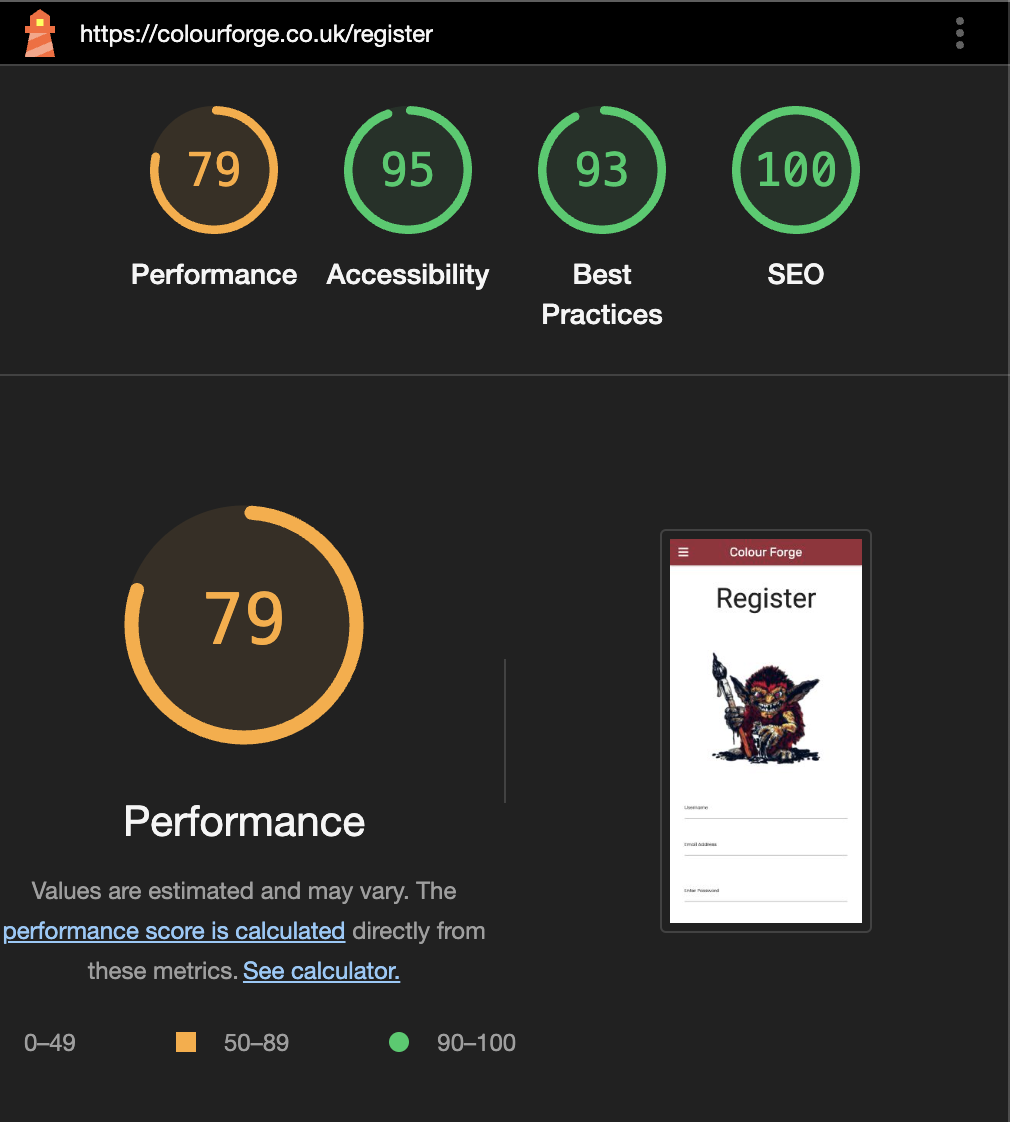 https://colourforge.co.uk/register
79
95
93
100
Performance
Accessibility
Best
Practices
SEO
79
Performance
Values are estimated and may vary. The
performance score is calculated directly from
these metrics. See calculator.
0–49
50–89
90–100
Colour Forge
Register
Username
Email Address
Enter Password